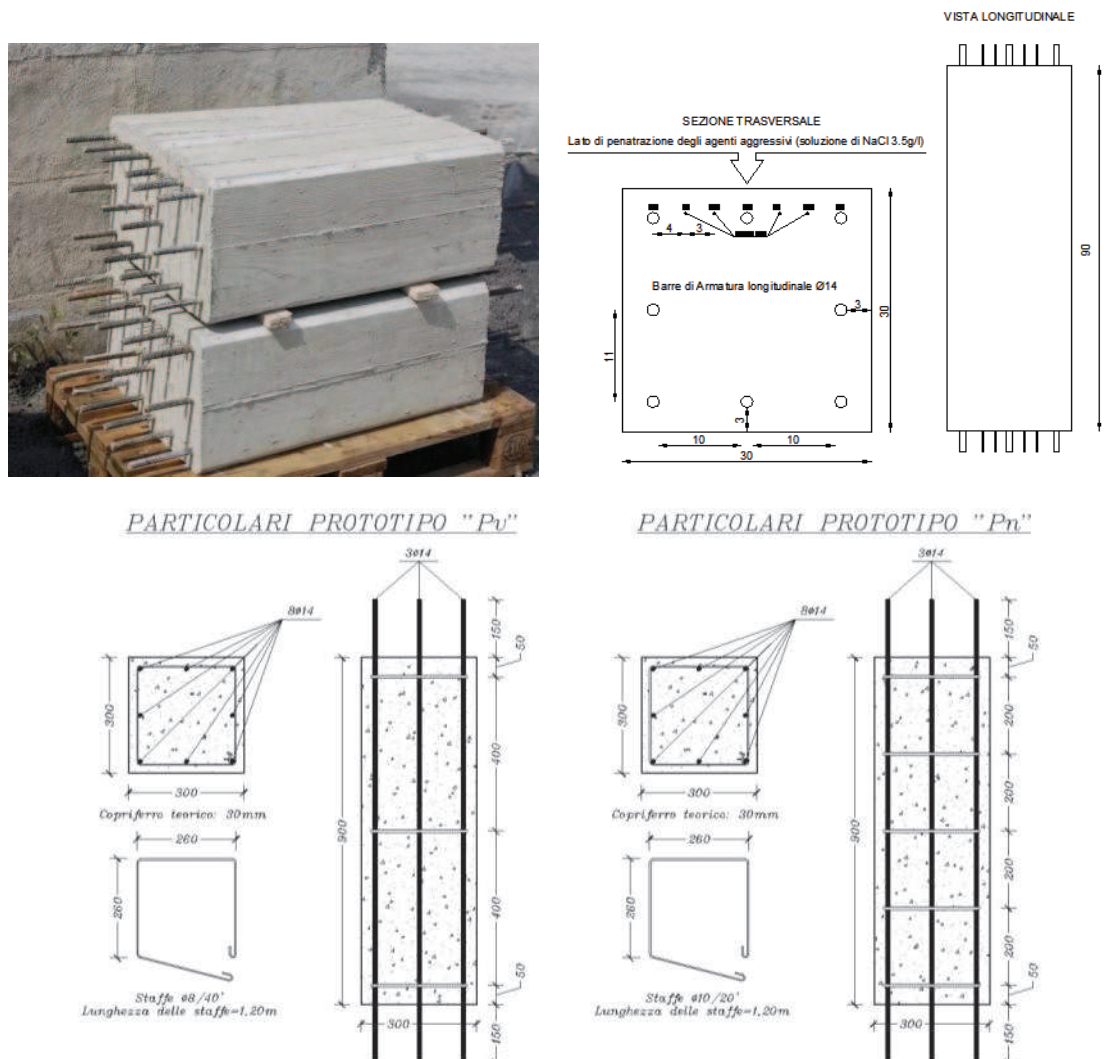 VISTA LONGITUDINALE
SEZIONE TRASVERSALE
Lato di penetrazione degli agenti aggressivi (soluzione di NaCl 3.5g/l)
4
3
Barre di Armatura longitudinale Ø14
3
11
30
3
10
10
30
90
PARTICOLARI PROTOTIPO "Pv"
3ø14
8ø14
150
50
300
300
Copriferro teorico: 30mm
260
260
900
400
400
50
Staffe ø8/40'
Lunghezza delle staffe=1,20m
300
150
PARTICOLARI PROTOTIPO "Pn"
3ø14
8ø14
150
50
300
300
Copriferro teorico: 30mm
260
260
900
200
200
200
200
50
Staffe ø10/20'
Lunghezza delle staffe=1,20m
300
150